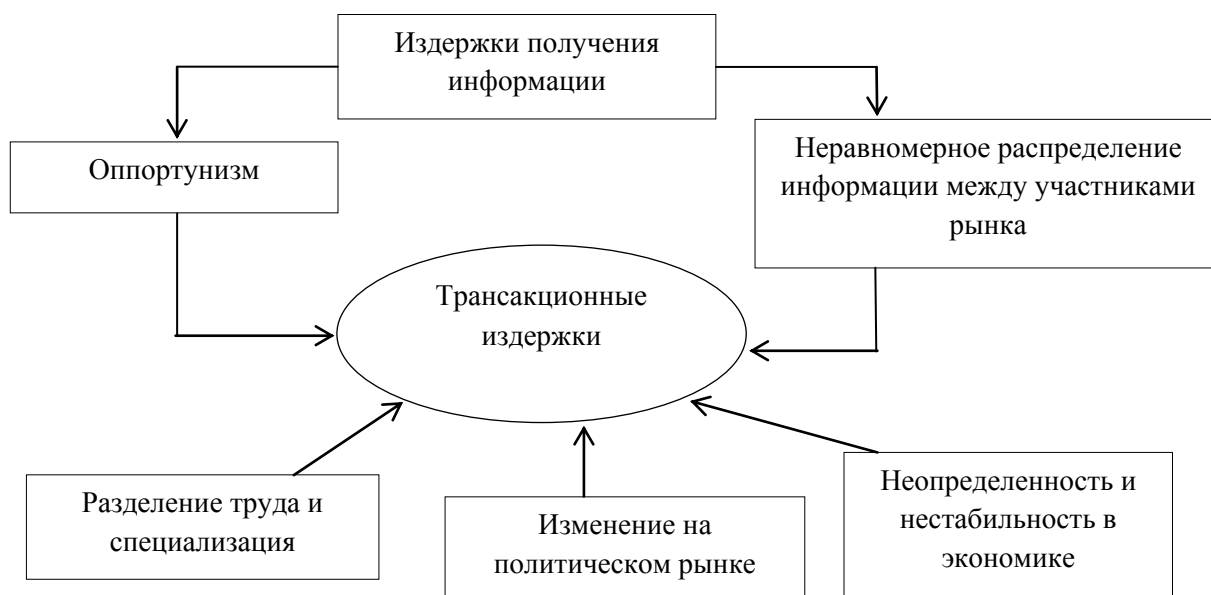 Издержки получения
информации
Оппортунизм
Неравномерное распределение
информации между участниками
рынка
Трансакционные
издержки
Разделение труда и
специализация
Изменение на
политическом рынке
Неопределенность и
нестабильность в
экономике